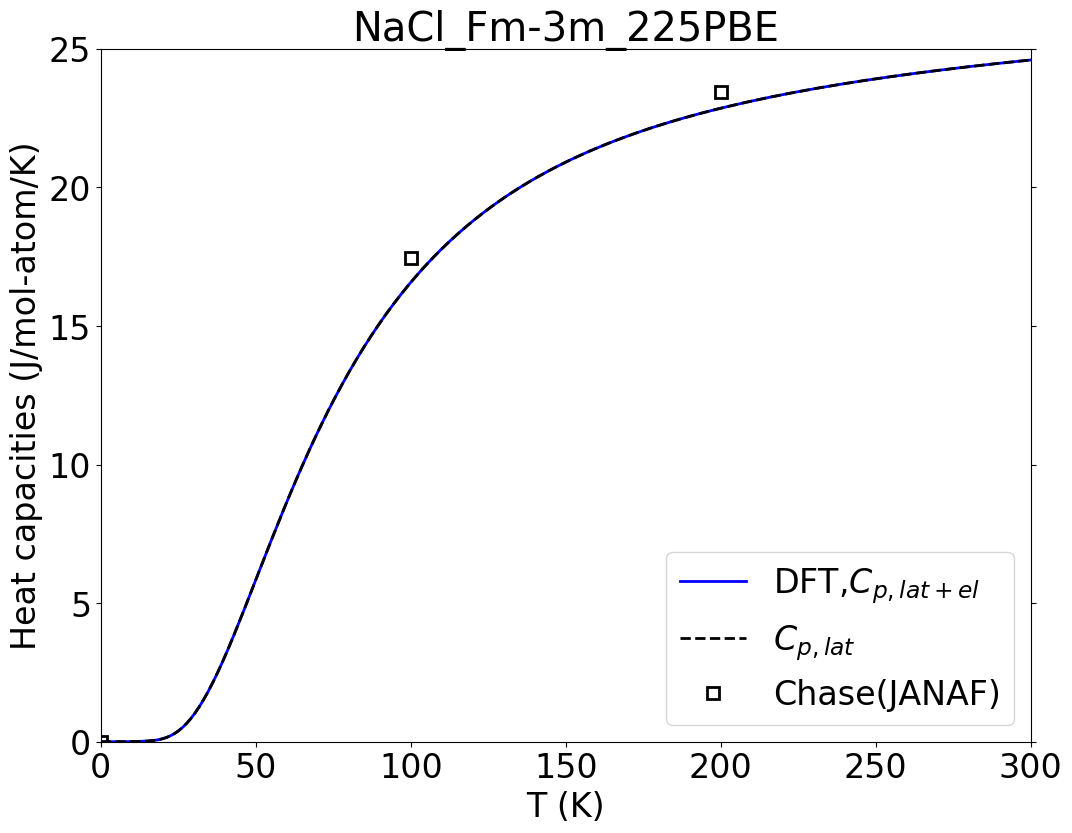 NaCl_Fm-3m_225PBE
Heat capacities (J/mol-atom/K)
25
20
15
10
5
0
0 50 100 150 200 250 300
T (K)
DFT,C_{p, lat+el}
C_{p, lat}
Chase(JANAF)